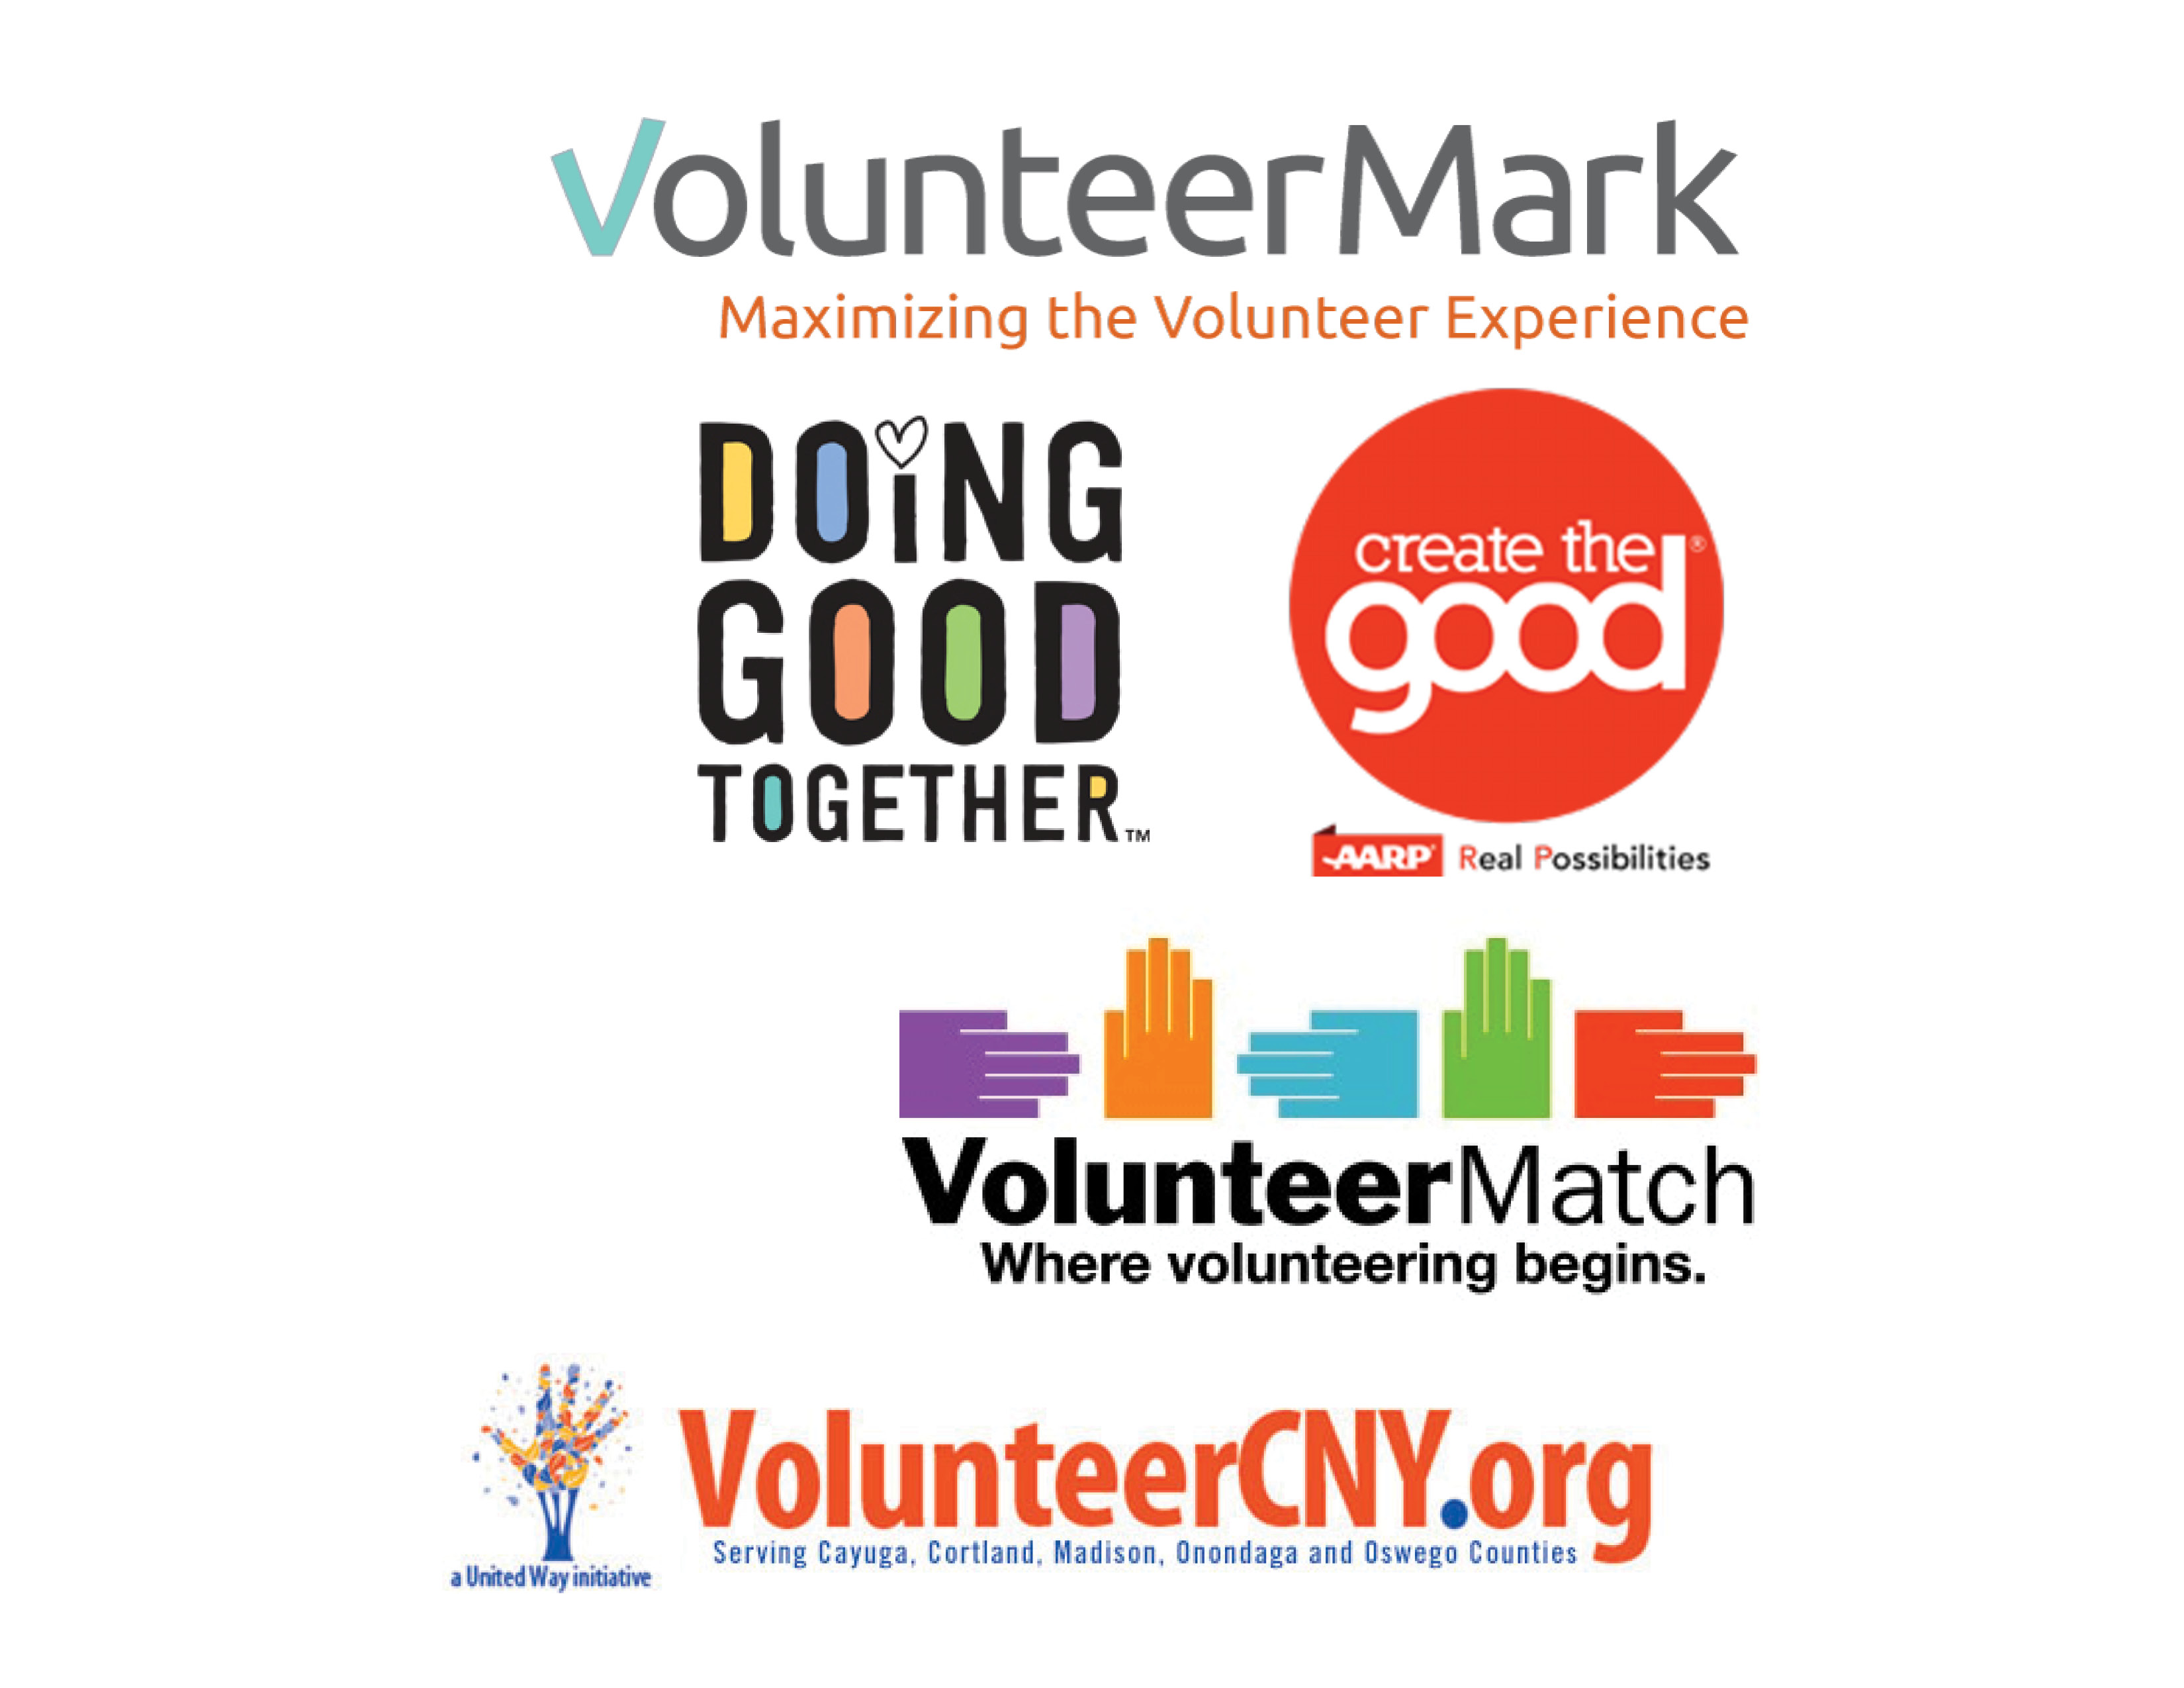 VolunteerMark
Maximizing the Volunteer Experience
DOiNG
GOOD
TOGETHER™
create the
good®
AARP® Real Possibilities
VolunteerMatch
Where volunteering begins.
VolunteerCNY.org
Serving Cayuga, Cortland, Madison, Onondaga and Oswego Counties
a United Way initiative